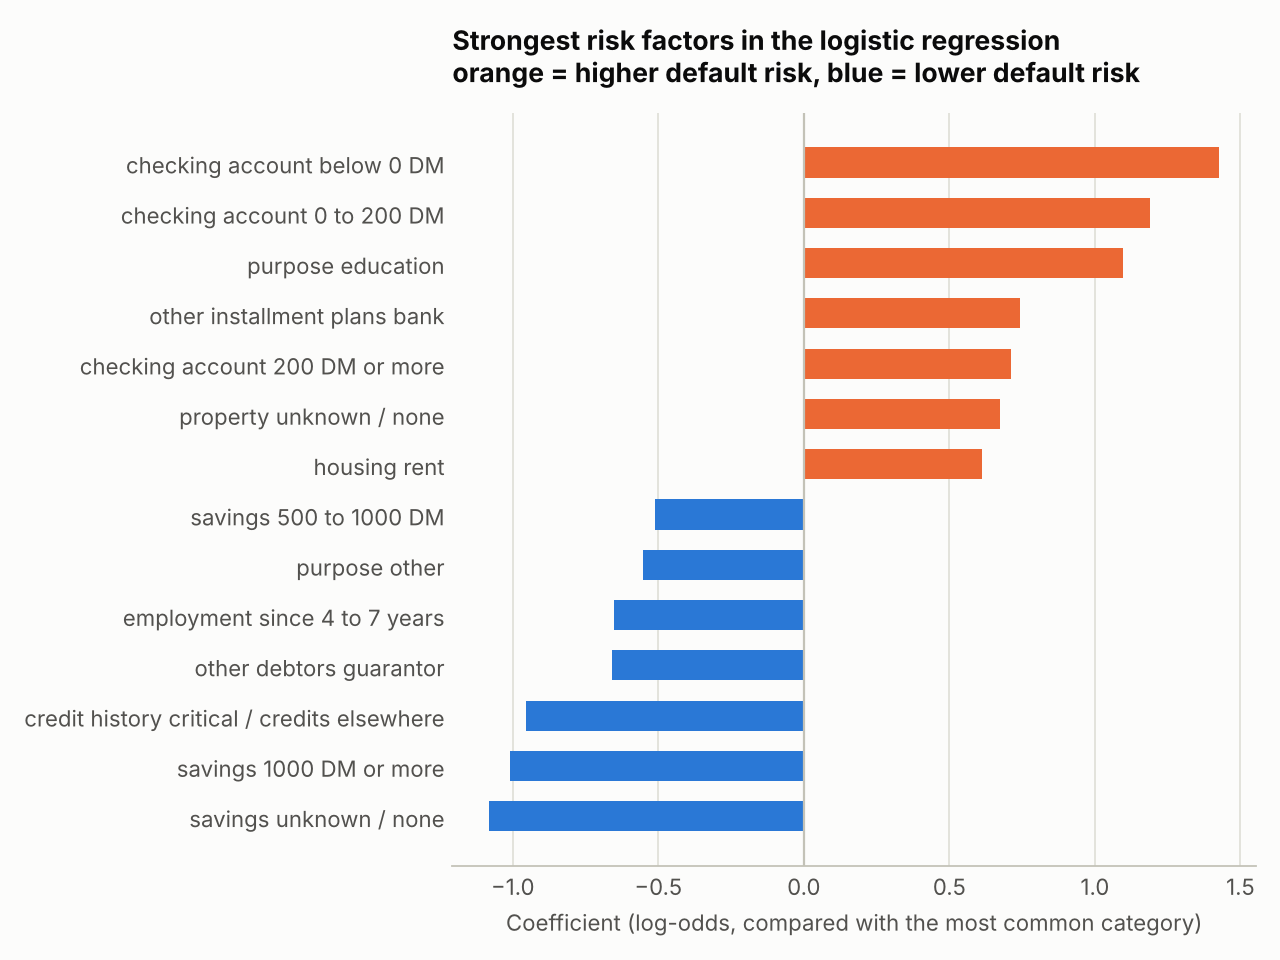 Strongest risk factors in the logistic regression
orange = higher default risk, blue = lower default risk
checking account below 0 DM
checking account 0 to 200 DM
purpose education
other installment plans bank
checking account 200 DM or more
property unknown / none
housing rent
savings 500 to 1000 DM
purpose other
employment since 4 to 7 years
other debtors guarantor
credit history critical / credits elsewhere
savings 1000 DM or more
savings unknown / none
−1.0 −0.5 0.0 0.5 1.0 1.5
Coefficient (log-odds, compared with the most common category)